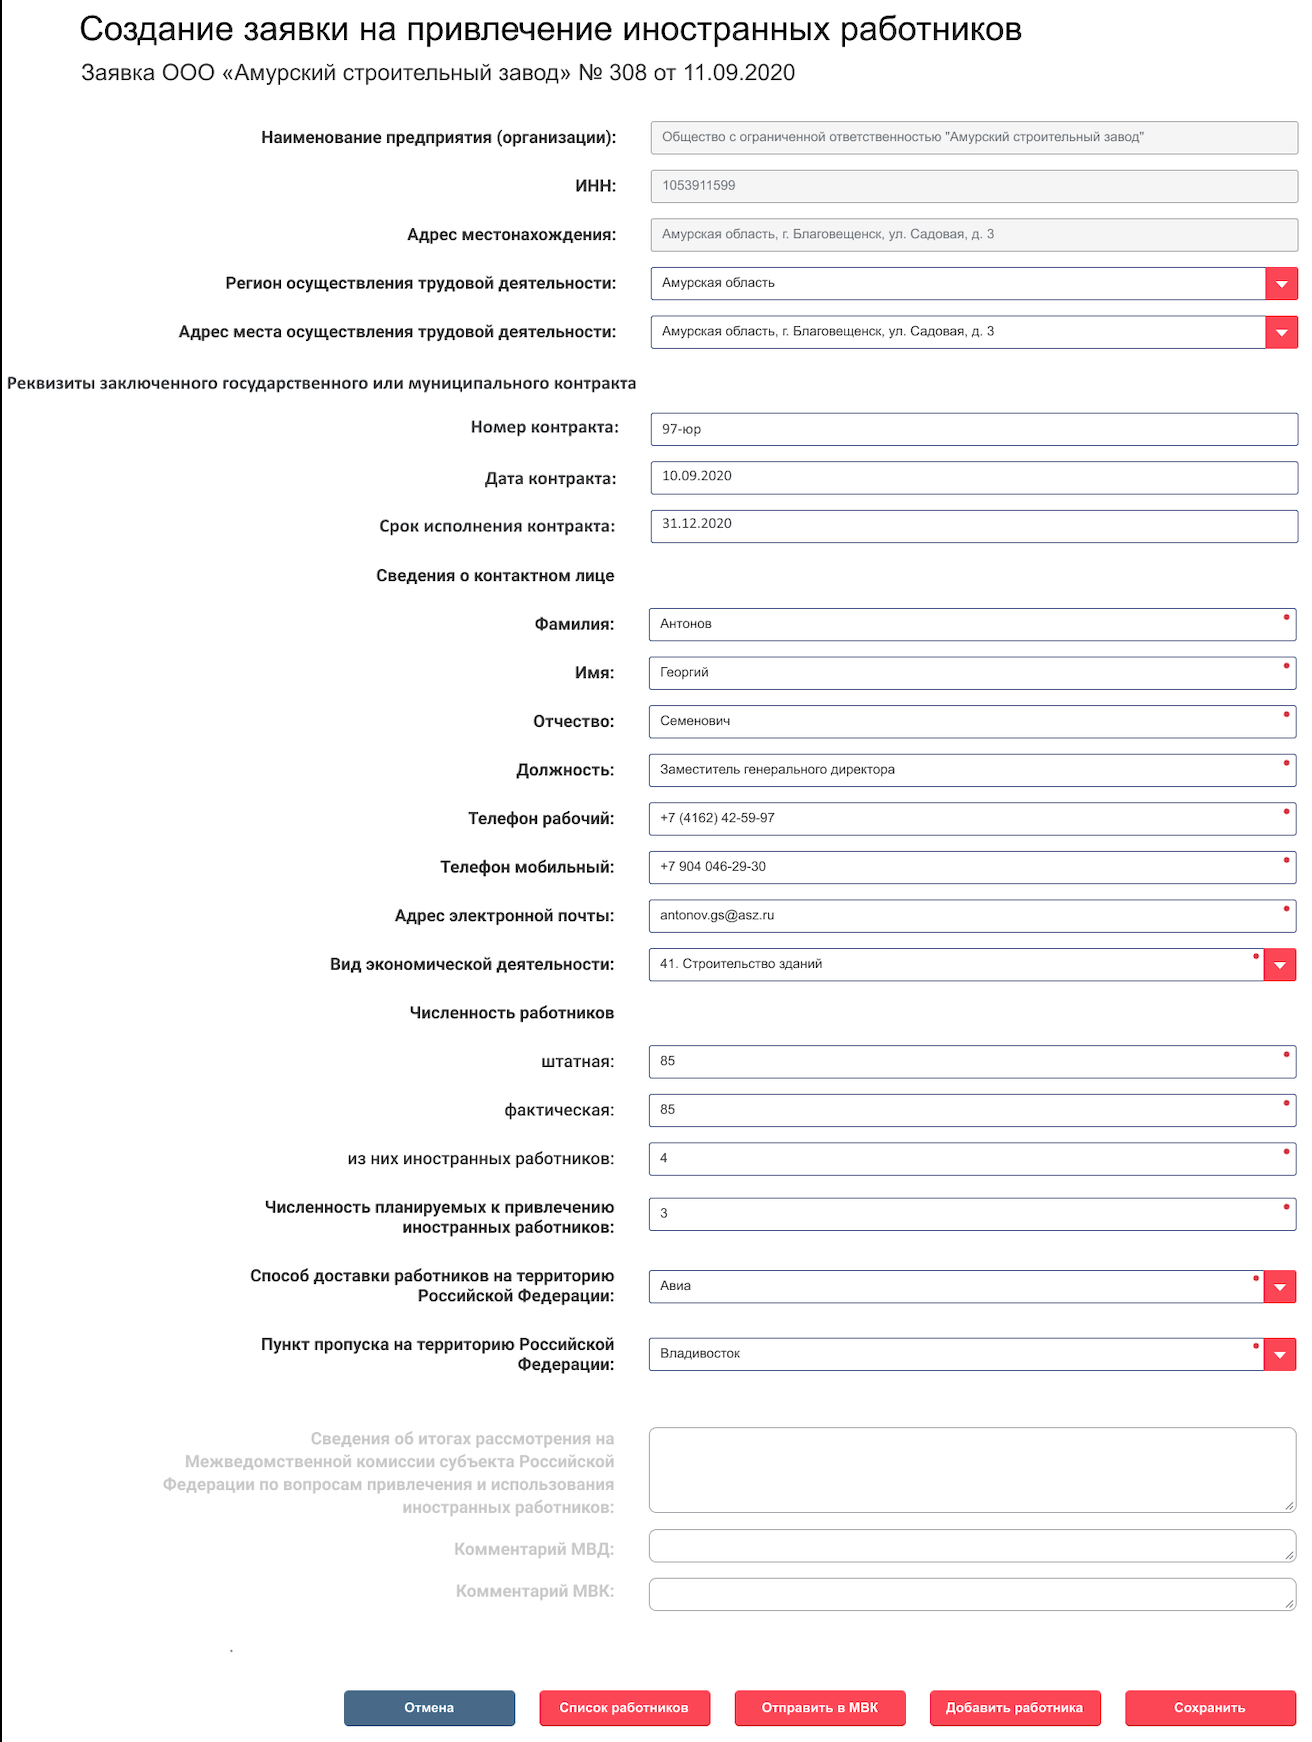 Создание заявки на привлечение иностранных работников
Заявка ООО «Амурский строительный завод» № 308 от 11.09.2020
Наименование предприятия (организации): Общество с ограниченной ответственностью "Амурский строительный завод"
ИНН: 1053911599
Адрес местонахождения: Амурская область, г. Благовещенск, ул. Садовая, д. 3
Регион осуществления трудовой деятельности: Амурская область
Адрес места осуществления трудовой деятельности: Амурская область, г. Благовещенск, ул. Садовая, д. 3
Реквизиты заключенного государственного или муниципального контракта
Номер контракта: 97-юр
Дата контракта: 10.09.2020
Срок исполнения контракта: 31.12.2020
Сведения о контактном лице
Фамилия: Антонов
Имя: Георгий
Отчество: Семенович
Должность: Заместитель генерального директора
Телефон рабочий: +7 (4162) 42-59-97
Телефон мобильный: +7 904 046-29-30
Адрес электронной почты: antonov.gs@asz.ru
Вид экономической деятельности: 41. Строительство зданий
Численность работников
штатная: 85
фактическая: 85
из них иностранных работников: 4
Численность планируемых к привлечению
иностранных работников: 3
Способ доставки работников на территорию
Российской Федерации: Авиа
Пункт пропуска на территорию Российской
Федерации: Владивосток
Сведения об итогах рассмотрения на
Межведомственной комиссии субъекта Российской
Федерации по вопросам привлечения и использования
иностранных работников:
Комментарий МВД:
Комментарий МВК:
Отмена Список работников Отправить в МВК Добавить работника Сохранить